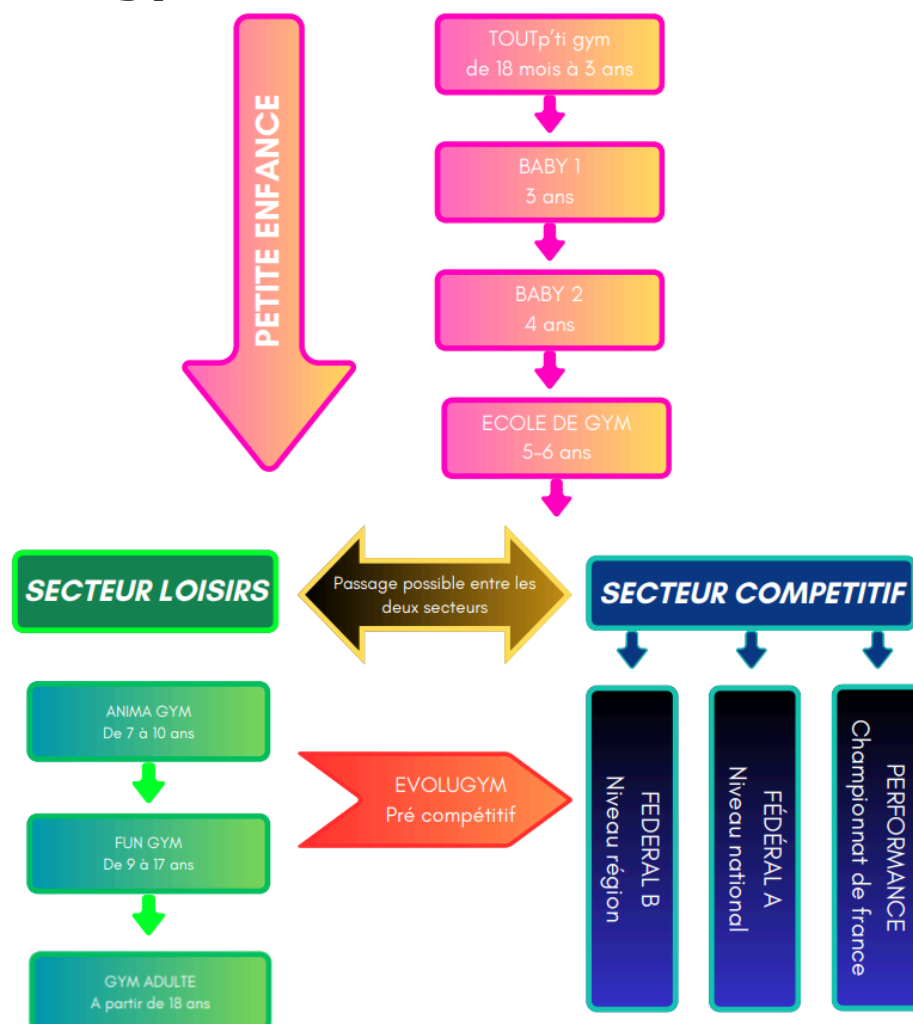 PETITE ENFANCE
TOUTp'ti gym
de 18 mois à 3 ans
BABY 1
3 ans
BABY 2
4 ans
ECOLE DE GYM
5-6 ans
SECTEUR LOISIRS
Passage possible entre les
deux secteurs
SECTEUR COMPETITIF
ANIMA GYM
De 7 à 10 ans
FUN GYM
De 9 à 17 ans
GYM ADULTE
A partir de 18 ans
EVOLUGYM
Pré compétitif
FEDERAL B
Niveau région
FÉDÉRAL A
Niveau national
PERFORMANCE
Championnat de france